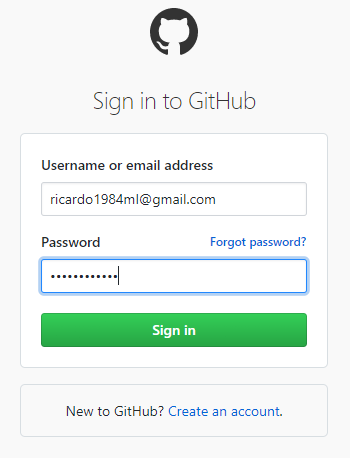 Sign in to GitHub
Username or email address
ricardo1984ml@gmail.com
Password Forgot password?
••••••••••••
Sign in
New to GitHub? Create an account.